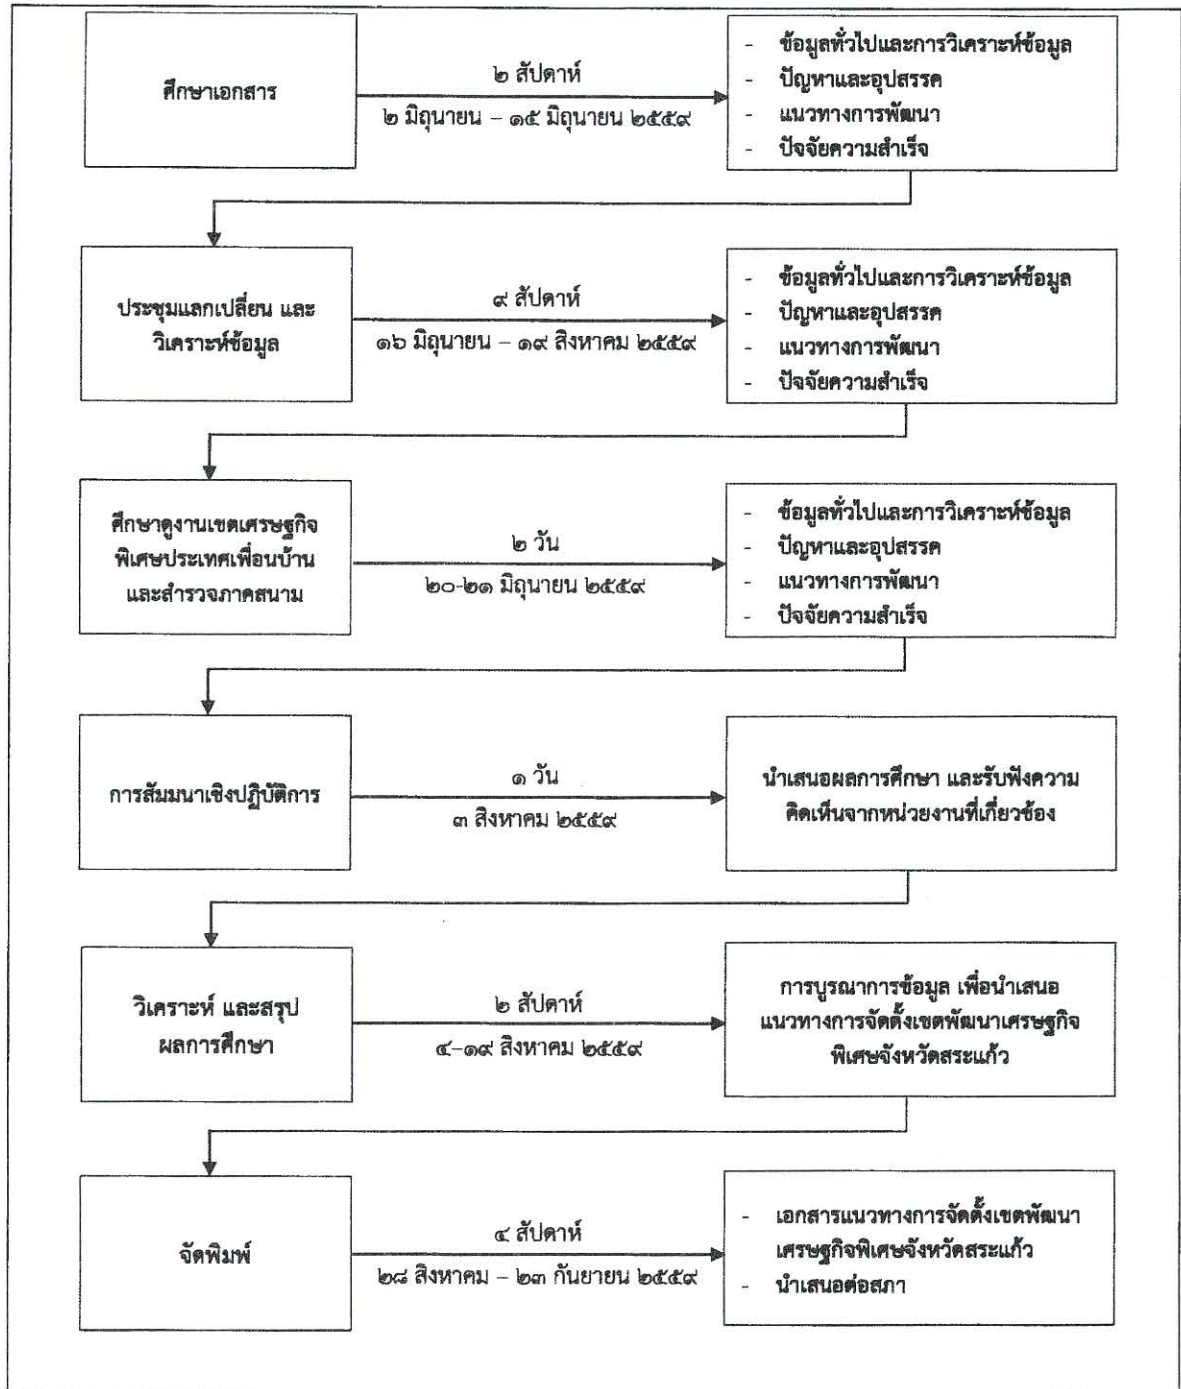 ศึกษาเอกสาร
๒ สัปดาห์
๒ มิถุนายน – ๑๕ มิถุนายน ๒๕๕๙
- ข้อมูลทั่วไปและการวิเคราะห์ข้อมูล
- ปัญหาและอุปสรรค
- แนวทางการพัฒนา
- ปัจจัยความสำเร็จ
ประชุมแลกเปลี่ยน และ
วิเคราะห์ข้อมูล
๙ สัปดาห์
๑๖ มิถุนายน – ๑๙ สิงหาคม ๒๕๕๙
- ข้อมูลทั่วไปและการวิเคราะห์ข้อมูล
- ปัญหาและอุปสรรค
- แนวทางการพัฒนา
- ปัจจัยความสำเร็จ
ศึกษาดูงานเขตเศรษฐกิจ
พิเศษประเทศเพื่อนบ้าน
และสำรวจภาคสนาม
๒ วัน
๒๐-๒๑ มิถุนายน ๒๕๕๙
- ข้อมูลทั่วไปและการวิเคราะห์ข้อมูล
- ปัญหาและอุปสรรค
- แนวทางการพัฒนา
- ปัจจัยความสำเร็จ
การสัมมนาเชิงปฏิบัติการ
๑ วัน
๓ สิงหาคม ๒๕๕๙
นำเสนอผลการศึกษา และรับฟังความ
คิดเห็นจากหน่วยงานที่เกี่ยวข้อง
วิเคราะห์ และสรุป
ผลการศึกษา
๒ สัปดาห์
๔–๑๙ สิงหาคม ๒๕๕๙
การบูรณาการข้อมูล เพื่อนำเสนอ
แนวทางการจัดตั้งเขตพัฒนาเศรษฐกิจ
พิเศษจังหวัดสระแก้ว
จัดพิมพ์
๔ สัปดาห์
๒๘ สิงหาคม – ๒๓ กันยายน ๒๕๕๙
- เอกสารแนวทางการจัดตั้งเขตพัฒนา
เศรษฐกิจพิเศษจังหวัดสระแก้ว
- นำเสนอต่อสภา